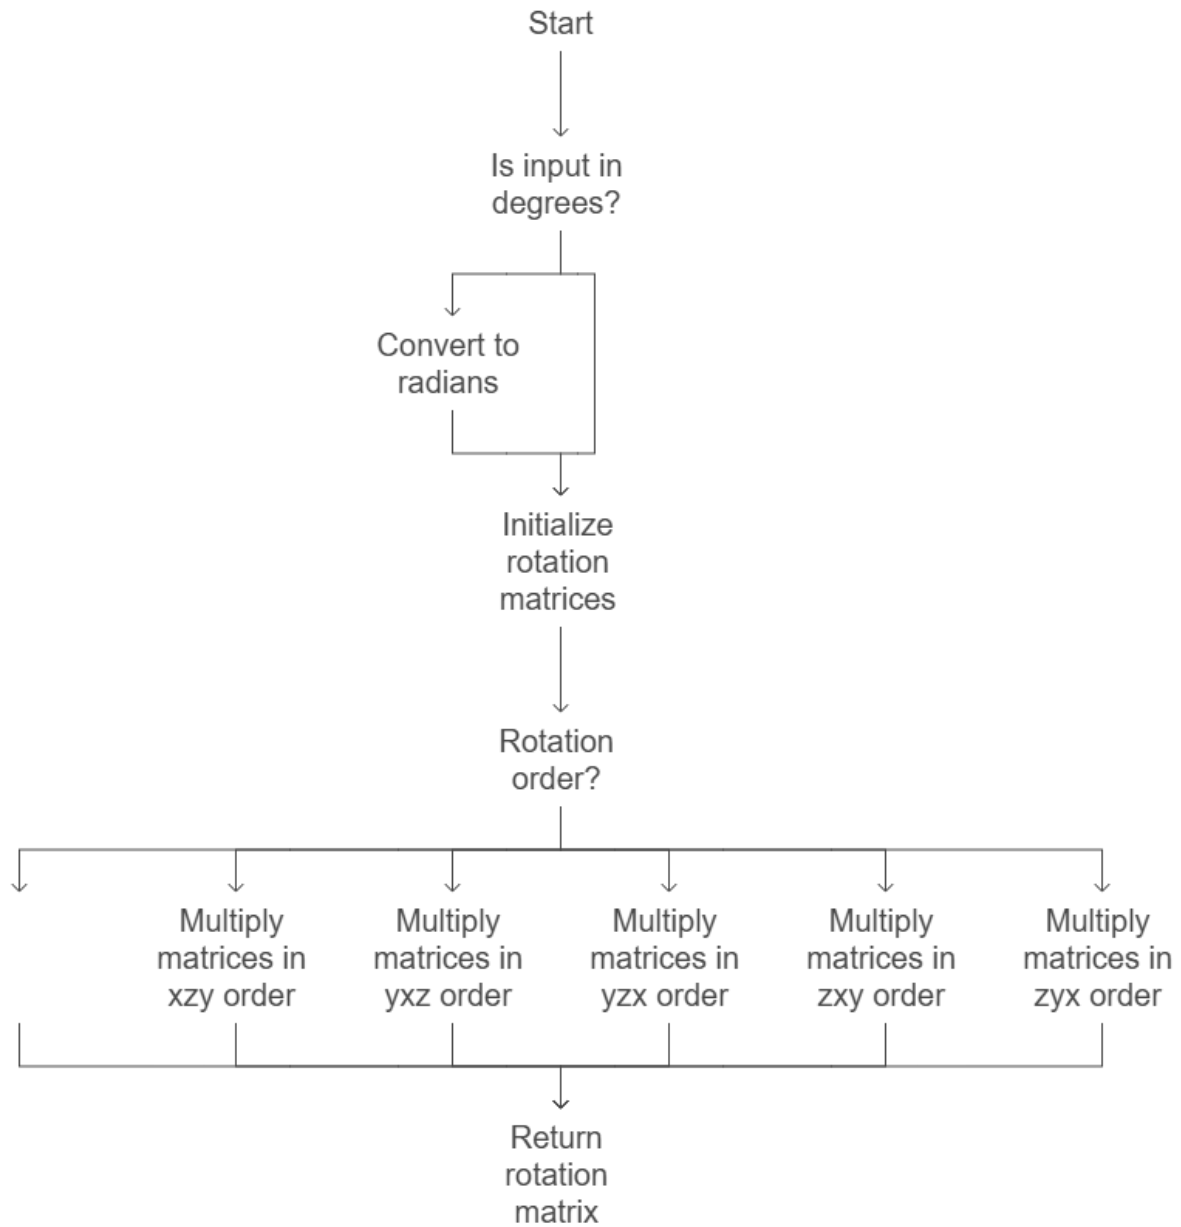 Start
Is input in
degrees?
Convert to
radians
Initialize
rotation
matrices
Rotation
order?
Multiply
matrices in
xzy order
Multiply
matrices in
yxz order
Multiply
matrices in
yzx order
Multiply
matrices in
zxy order
Multiply
matrices in
zyx order
Return
rotation
matrix